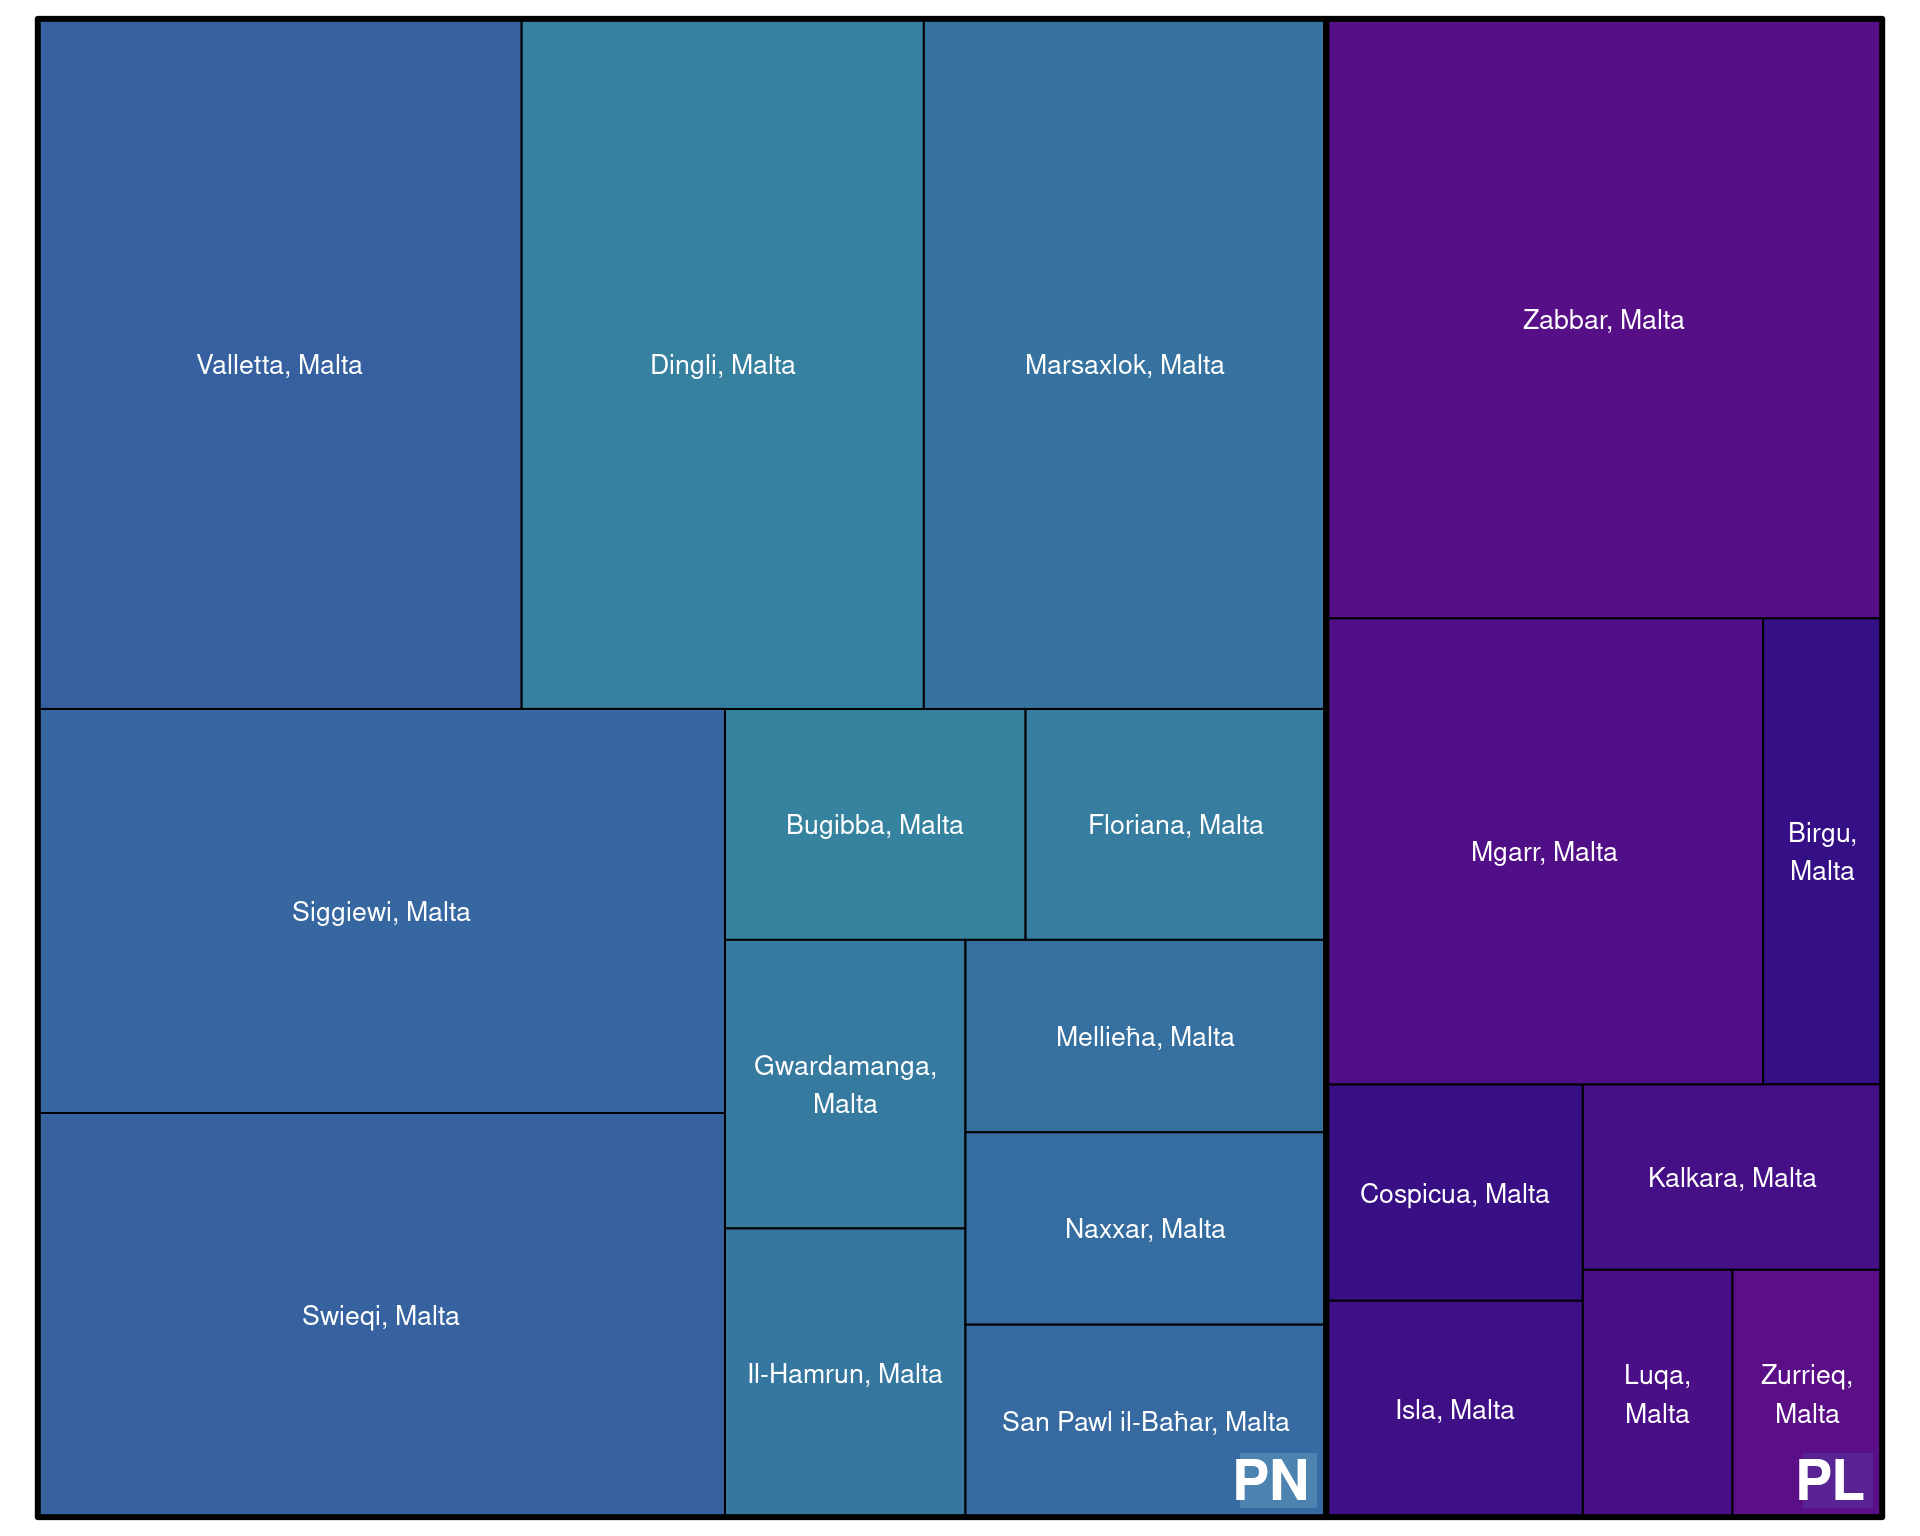 Valletta, Malta
Dingli, Malta
Marsaxlok, Malta
Zabbar, Malta
Siggiewi, Malta
Bugibba, Malta
Floriana, Malta
Mgarr, Malta
Birgu,
Malta
Gwardamanga,
Malta
Mellieħa, Malta
Swieqi, Malta
Naxxar, Malta
Cospicua, Malta
Kalkara, Malta
Il-Hamrun, Malta
San Pawl il-Baħar, Malta
PN
Isla, Malta
Luqa,
Malta
Zurrieq,
Malta
PL